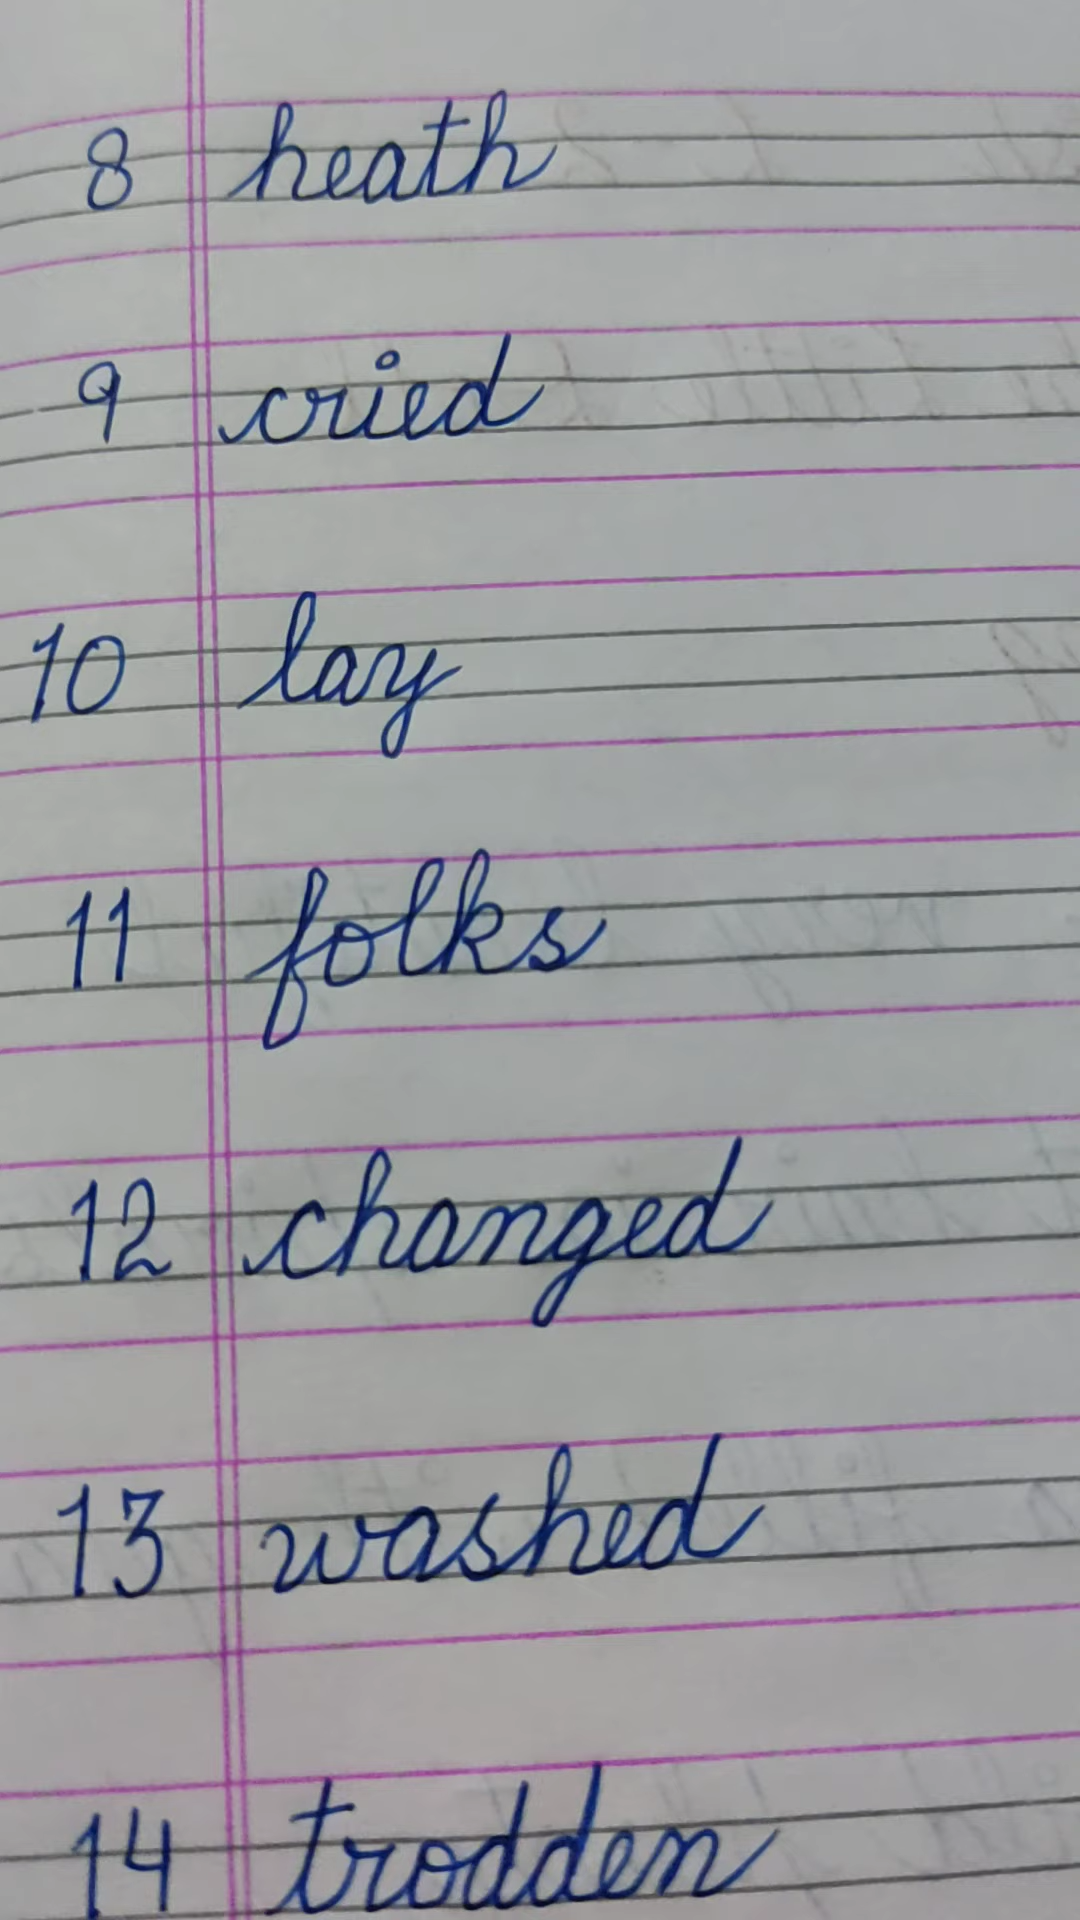 8 heath
9 cried
10 lay
11 folks
12 changed
13 washed
14 trodden